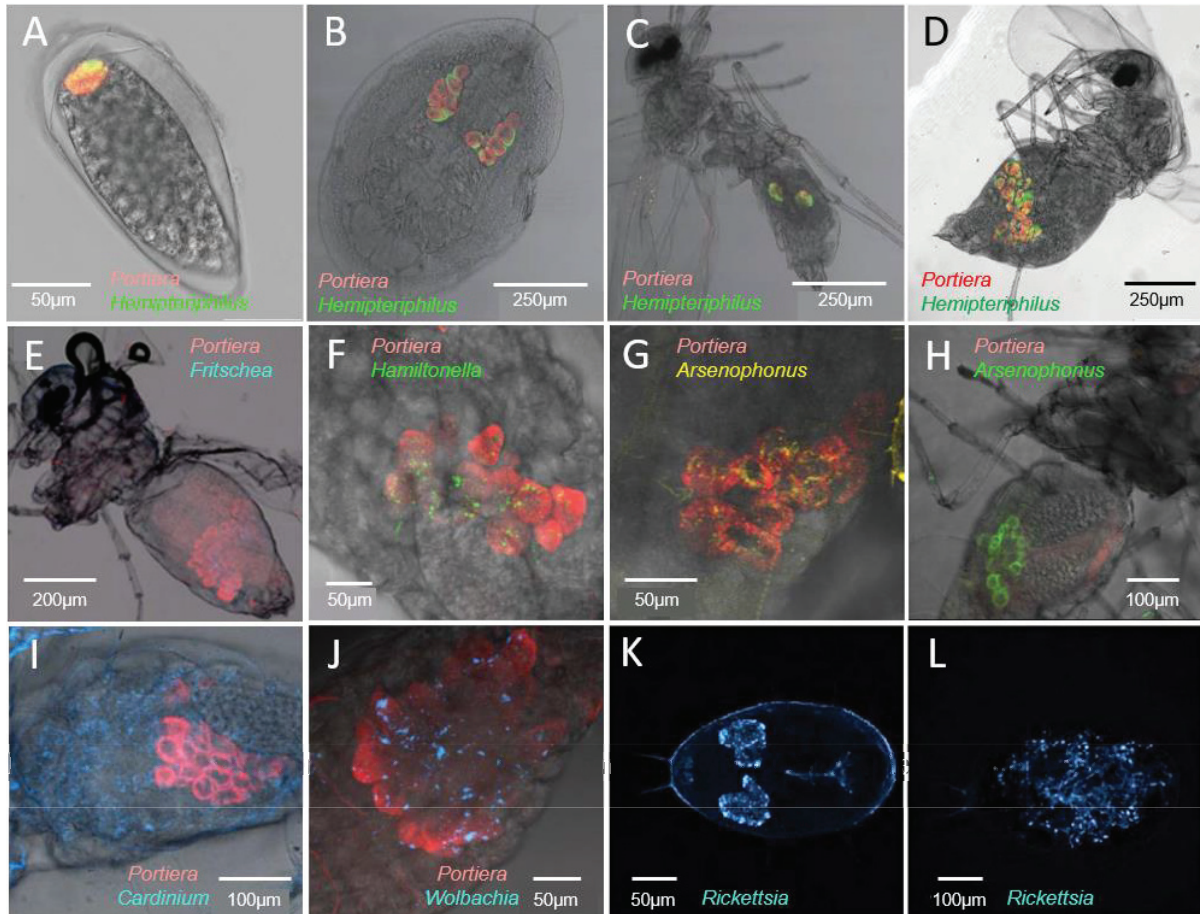 A
Portiera
50µm
Hemipteriphilus
B
Portiera
Hemipteriphilus
250µm
C
Portiera
Hemipteriphilus
250µm
D
Portiera
Hemipteriphilus
250µm
E
Portiera
Fritschea
200µm
F
Portiera
Hamiltonella
50µm
G
Portiera
Arsenophonus
50µm
H
Portiera
Arsenophonus
100µm
I
Portiera
Cardinium
100µm
J
Portiera
Wolbachia
50µm
K
50µm
Rickettsia
L
100µm
Rickettsia